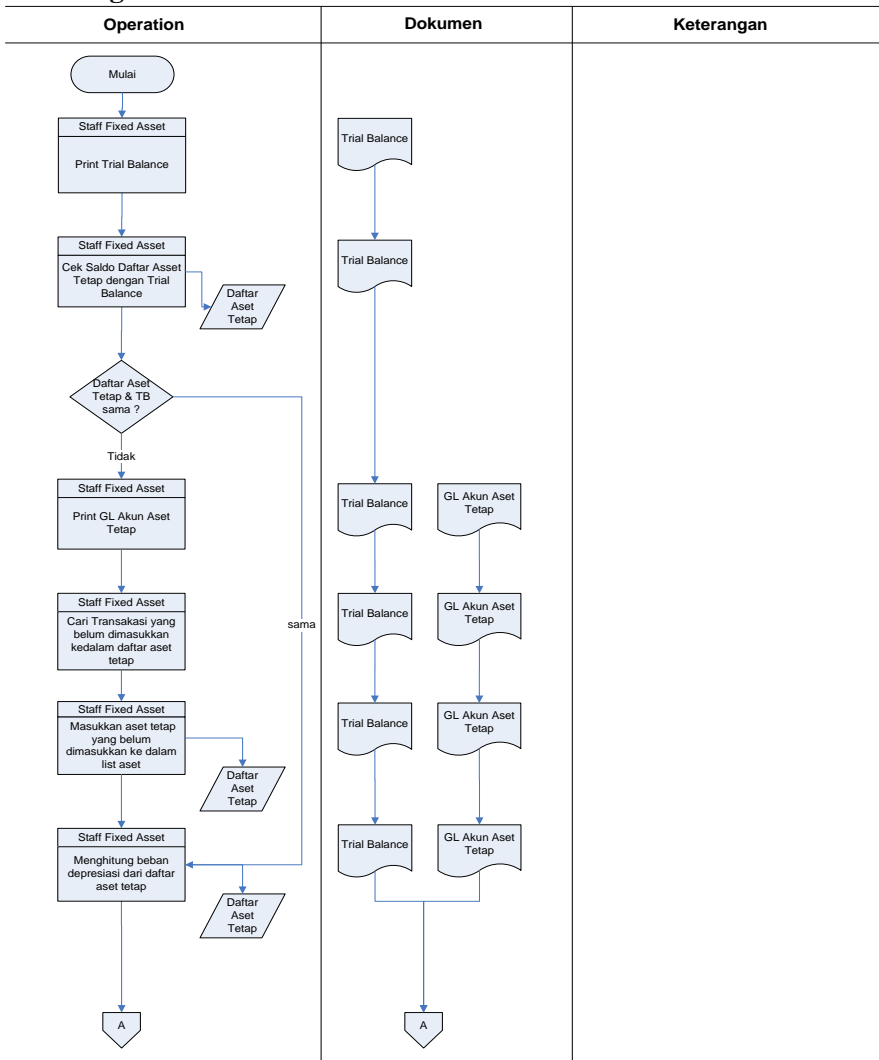 Operation
Dokumen
Keterangan
Mulai
Staff Fixed Asset
Print Trial Balance
Trial Balance
Staff Fixed Asset
Cek Saldo Daftar Asset
Tetap dengan Trial
Balance
Daftar
Aset
Tetap
Trial Balance
Daftar Aset
Tetap & TB
sama ?
Tidak
sama
Staff Fixed Asset
Print GL Akun Aset
Tetap
Trial Balance
GL Akun Aset
Tetap
Staff Fixed Asset
Cari Transakasi yang
belum dimasukkan
kedalam daftar aset
tetap
Trial Balance
GL Akun Aset
Tetap
Staff Fixed Asset
Masukkan aset tetap
yang belum
dimasukkan ke dalam
list aset
Daftar
Aset
Tetap
Trial Balance
GL Akun Aset
Tetap
Staff Fixed Asset
Menghitung beban
depresiasi dari daftar
aset tetap
Daftar
Aset
Tetap
Trial Balance
GL Akun Aset
Tetap
A
A